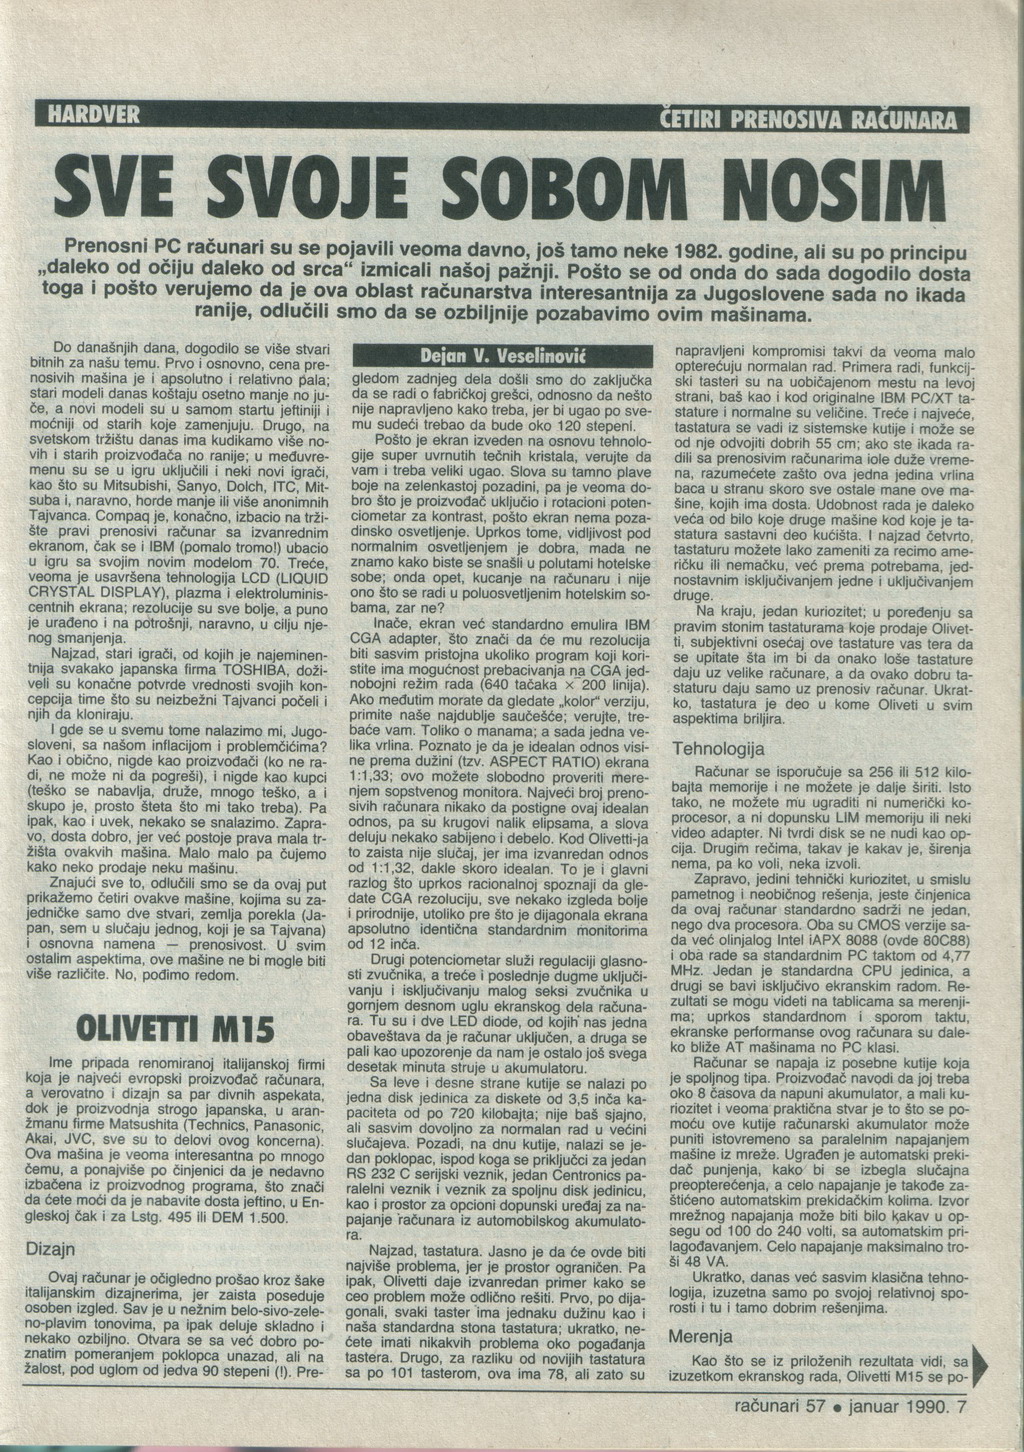 HARDVER
ČETIRI PRENOSIVA RAČUNARA
SVE SVOJE SOBOM NOSIM
Prenosni PC računari su se pojavili veoma davno, još tamo neke 1982. godine, ali su po principu
„daleko od očiju daleko od srca“ izmicali našoj pažnji. Pošto se od onda do sada dogodilo dosta
toga i pošto verujemo da je ova oblast računarstva interesantnija za Jugoslovene sada no ikada
ranije, odlučili smo da se ozbiljnije pozabavimo ovim mašinama.
Do današnjih dana, dogodilo se više stvari
bitnih za našu temu. Prvo i osnovno, cena pre-
nosivih mašina je i apsolutno i relativno pala;
stari modeli danas koštaju osetno manje no ju-
če, a novi modeli su u samom startu jeftiniji i
moćniji od starih koje zamenjuju. Drugo, na
svetskom tržištu danas ima kudikamo više no-
vih i starih proizvođača no ranije; u međuvre-
menu su se u igru uključili i neki novi igrači,
kao što su Mitsubishi, Sanyo, Dolch, ITC, Mit-
suba i, naravno, horde manje ili više anonimnih
Tajvanca. Compaq je, konačno, izbacio na trži-
šte pravi prenosivi računar sa izvanrednim
ekranom, čak se i IBM (pomalo tromo!) ubacio
u igru sa svojim novim modelom 70. Treće,
veoma je usavršena tehnologija LCD (LIQUID
CRYSTAL DISPLAY), plazma i elektroluminis-
centnih ekrana; rezolucije su sve bolje, a puno
je urađeno i na potrošnji, naravno, u cilju nje-
nog smanjenja.
Najzad, stari igrači, od kojih je najeminen-
tnija svakako japanska firma TOSHIBA, doži-
veli su konačne potvrde vrednosti svojih kon-
cepcija time što su neizbežni Tajvanci počeli i
njih da kloniraju.
I gde se u svemu tome nalazimo mi, Jugo-
sloveni, sa našom inflacijom i problemčićima?
Kao i obično, nigde kao proizvođači (ko ne ra-
di, ne može ni da pogreši), i nigde kao kupci
(teško se nabavlja, druže, mnogo teško, a i
skupo je, prosto šteta što mi tako treba). Pa
ipak, kao i uvek, nekako se snalazimo. Zapra-
vo, dosta dobro, jer već postoje prava mala tr-
žišta ovakvih mašina. Malo malo pa čujemo
kako neko prodaje neku mašinu.
Znajući sve to, odlučili smo se da ovaj put
prikažemo četiri ovakve mašine, kojima su za-
jedničke samo dve stvari, zemlja porekla (Ja-
pan, sem u slučaju jednog, koji je sa Tajvana)
i osnovna namena — prenosivost. U svim
ostalim aspektima, ove mašine ne bi mogle biti
više različite. No, pođimo redom.
OLIVETTI M15
Ime pripada renomiranoj italijanskoj firmi
koja je najveći evropski proizvođač računara,
a verovatno i dizajn sa par divnih aspekata,
dok je proizvodnja strogo japanska, u aran-
žmanu firme Matsushita (Technics, Panasonic,
Akai, JVC, sve su to delovi ovog koncerna).
Ova mašina je veoma interesantna po mnogo
čemu, a ponajviše po činjenici da je nedavno
izbačena iz proizvodnog programa, što znači
da ćete moći da je nabavite dosta jeftino, u En-
gleskoj čak i za Lstg. 495 ili DEM 1.500.
Dizajn
Ovaj računar je očigledno prošao kroz šake
italijanskim dizajnerima, jer zaista poseduje
osoben izgled. Sav je u nežnim belo-sivo-zele-
no-plavim tonovima, pa ipak deluje skladno i
nekako ozbiljno. Otvara se sa već dobro po-
znatim pomeranjem poklopca unazad, ali na
žalost, pod uglom od jedva 90 stepeni (!). Pre-
Dejan V. Veselinović
gledom zadnjeg dela došli smo do zaključka
da se radi o fabričkoj grešci, odnosno da nešto
nije napravljeno kako treba, jer bi ugao po sve-
mu sudeći trebao da bude oko 120 stepeni.
Pošto je ekran izveden na osnovu tehnolo-
gije super uvrnutih tečnih kristala, verujte da
vam i treba veliki ugao. Slova su tamno plave
boje na zelenkastoj pozadini, pa je veoma do-
bro što je proizvođač uključio i rotacioni poten-
ciometar za kontrast, pošto ekran nema poza-
dinsko osvetljenje. Uprkos tome, vidljivost pod
normalnim osvetljenjem je dobra, mada ne
znamo kako biste se snašli u polutami hotelske
sobe; onda opet, kucanje na računaru i nije
ono što se radi u poluosvetljenim hotelskim so-
bama, zar ne?
Inače, ekran već standardno emulira IBM
CGA adapter, što znači da će mu rezolucija
biti sasvim pristojna ukoliko program koji kori-
stite ima mogućnost prebacivanja na CGA jed-
nobojni režim rada (640 tačaka × 200 linija).
Ako međutim morate da gledate „kolor“ verziju,
primite naše najdublje saučešće; verujte, tre-
baće vam. Toliko o manama; a sada jedna ve-
lika vrlina. Poznato je da je idealan odnos visi-
ne prema dužini (tzv. ASPECT RATIO) ekrana
1:1,33; ovo možete slobodno proveriti mere-
njem sopstvenog monitora. Najveći broj preno-
sivih računara nikako da postigne ovaj idealan
odnos, pa su krugovi nalik elipsama, a slova
deluju nekako sabijeno i debelo. Kod Olivetti-ja
to zaista nije slučaj, jer ima izvanredan odnos
od 1:1,32, dakle skoro idealan. To je i glavni
razlog što uprkos racionalnoj spoznaji da gle-
date CGA rezoluciju, sve nekako izgleda bolje
i prirodnije, utoliko pre što je dijagonala ekrana
apsolutno identična standardnim monitorima
od 12 inča.
Drugi potenciometar služi regulaciji glasno-
sti zvučnika, a treće i poslednje dugme uključi-
vanju i isključivanju malog seksi zvučnika u
gornjem desnom uglu ekranskog dela računa-
ra. Tu su i dve LED diode, od kojih nas jedna
obaveštava da je računar uključen, a druga se
pali kao upozorenje da nam je ostalo još svega
desetak minuta struje u akumulatoru.
Sa leve i desne strane kutije se nalazi po
jedna disk jedinica za diskete od 3,5 inča ka-
paciteta od po 720 kilobajta; nije baš sjajno,
ali sasvim dovoljno za normalan rad u većini
slučajeva. Pozadi, na dnu kutije, nalazi se je-
dan poklopac, ispod koga se priključci za jedan
RS 232 C serijski veznik, jedan Centronics pa-
ralelni veznik i veznik za spoljnu disk jedinicu,
kao i prostor za opcioni dopunski uređaj za na-
pajanje računara iz automobilskog akumulato-
ra.
Najzad, tastatura. Jasno je da će ovde biti
najviše problema, jer je prostor ograničen. Pa
ipak, Olivetti daje izvanredan primer kako se
ceo problem može odlično rešiti. Prvo, po dija-
gonali, svaki taster ima jednaku dužinu kao i
naša standardna stona tastatura; ukratko, ne-
ćete imati nikakvih problema oko pogađanja
tastera. Drugo, za razliku od novijih tastatura
sa po 101 tasterom, ova ima 78, ali zato su
napravljeni kompromisi takvi da veoma malo
opterećuju normalan rad. Primera radi, funkcij-
ski tasteri su na uobičajenom mestu na levoj
strani, baš kao i kod originalne IBM PC/XT ta-
stature i normalne su veličine. Treće i najveće,
tastatura se vadi iz sistemske kutije i može se
od nje odvojiti dobrih 55 cm; ako ste ikada ra-
dili sa prenosivim računarima iole duže vreme-
na, razumećete zašto ova jedna jedina vrlina
baca u stranu skoro sve ostale mane ove ma-
šine, kojih ima dosta. Udobnost rada je daleko
veća od bilo koje druge mašine kod koje je ta-
statura sastavni deo kućišta. I najzad četvrto,
tastaturu možete lako zameniti za recimo ame-
ričku ili nemačku, već prema potrebama, jed-
nostavnim isključivanjem jedne i uključivanjem
druge.
Na kraju, jedan kuriozitet; u poređenju sa
pravim stonim tastaturama koje prodaje Olivet-
ti, subjektivni osećaj ove tastature vas tera da
se upitate šta im bi da onako loše tastature
daju uz velike računare, a da ovako dobru ta-
staturu daju samo uz prenosiv računar. Ukrat-
ko, tastatura je deo u kome Oliveti u svim
aspektima briljira.
Tehnologija
Računar se isporučuje sa 256 ili 512 kilo-
bajta memorije i ne možete je dalje širiti. Isto
tako, ne možete mu ugraditi ni numerički ko-
procesor, a ni dopunsku LIM memoriju ili neki
video adapter. Ni tvrdi disk se ne nudi kao op-
cija. Drugim rečima, takav je kakav je, širenja
nema, pa ko voli, neka izvoli.
Zapravo, jedini tehnički kuriozitet, u smislu
pametnog i neobičnog rešenja, jeste činjenica
da ovaj računar standardno sadrži ne jedan,
nego dva procesora. Oba su CMOS verzije sa-
da već olinjalog Intel iAPX 8088 (ovde 80C88)
i oba rade sa standardnim PC taktom od 4,77
MHz. Jedan je standardna CPU jedinica, a
drugi se bavi isključivo ekranskim radom. Re-
zultati se mogu videti na tablicama sa merenji-
ma; uprkos standardnom i sporom taktu,
ekranske performanse ovog računara su dale-
ko bliže AT mašinama no PC klasi.
Računar se napaja iz posebne kutije koja
je spoljnog tipa. Proizvođač navodi da joj treba
oko 8 časova da napuni akumulator, a mali ku-
riozitet i veoma praktična stvar je to što se po-
moću ove kutije računarski akumulator može
puniti istovremeno sa paralelnim napajanjem
mašine iz mreže. Ugrađen je automatski preki-
dač punjenja, kako bi se izbegla slučajna
preopterećenja, a celo napajanje je takođe za-
štićeno automatskim prekidačkim kolima. Izvor
mrežnog napajanja može biti bilo kakav u op-
segu od 100 do 240 volti, sa automatskim pri-
lagođavanjem. Celo napajanje maksimalno tro-
ši 48 VA.
Ukratko, danas već sasvim klasična tehno-
logija, izuzetna samo po svojoj relativnoj spo-
rosti i tu i tamo dobrim rešenjima.
Merenja
Kao što se iz priloženih rezultata vidi, sa
izuzetkom ekranskog rada, Olivetti M15 se po-
računari 57 • januar 1990. 7